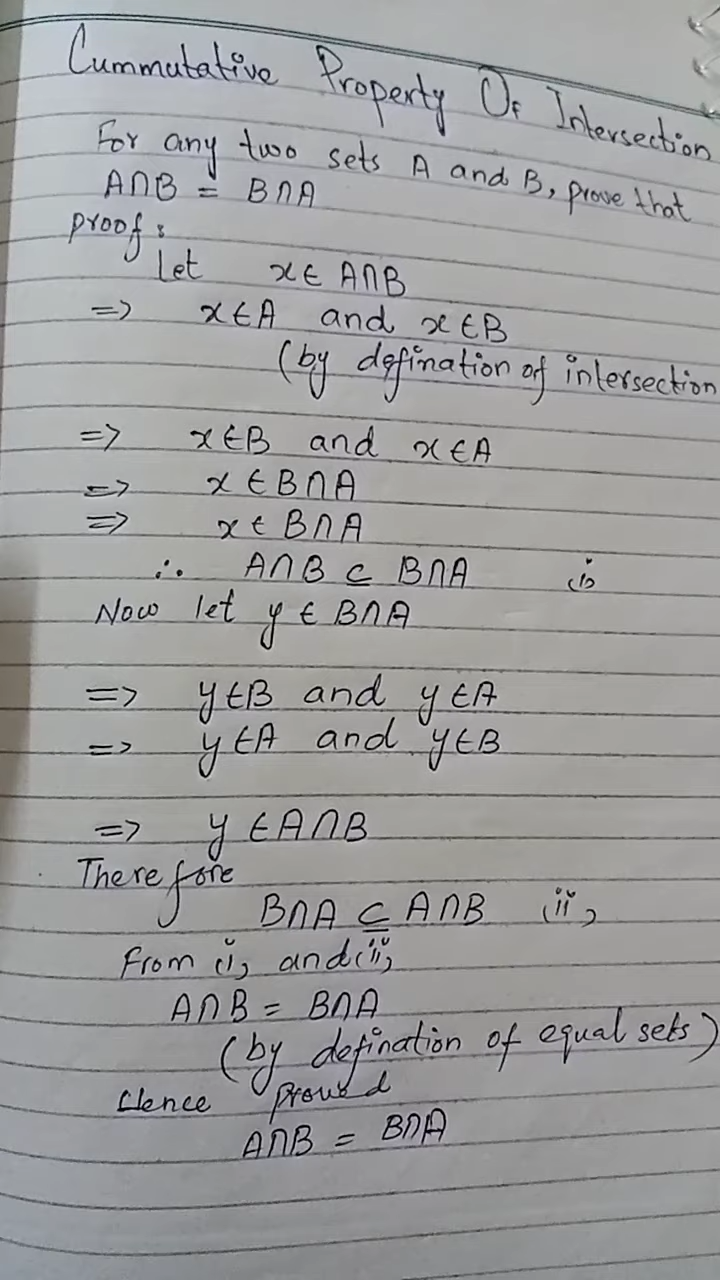 Cummutative Property Of Intersection
For any two sets A and B, prove that
A∩B = B∩A
proof:
Let x∈ A∩B
=> x∈A and x∈B
(by defination of intersection
=> x∈B and x∈A
=> x∈B∩A
=> x∈ B∩A
∴ A∩B ⊆ B∩A (i)
Now let y ∈ B∩A
=> y∈B and y∈A
=> y∈A and y∈B
=> y∈A∩B
Therefore
B∩A ⊆ A∩B (ii)
From (i) and (ii)
A∩B = B∩A
(by defination of equal sets)
Hence Proved
A∩B = B∩A